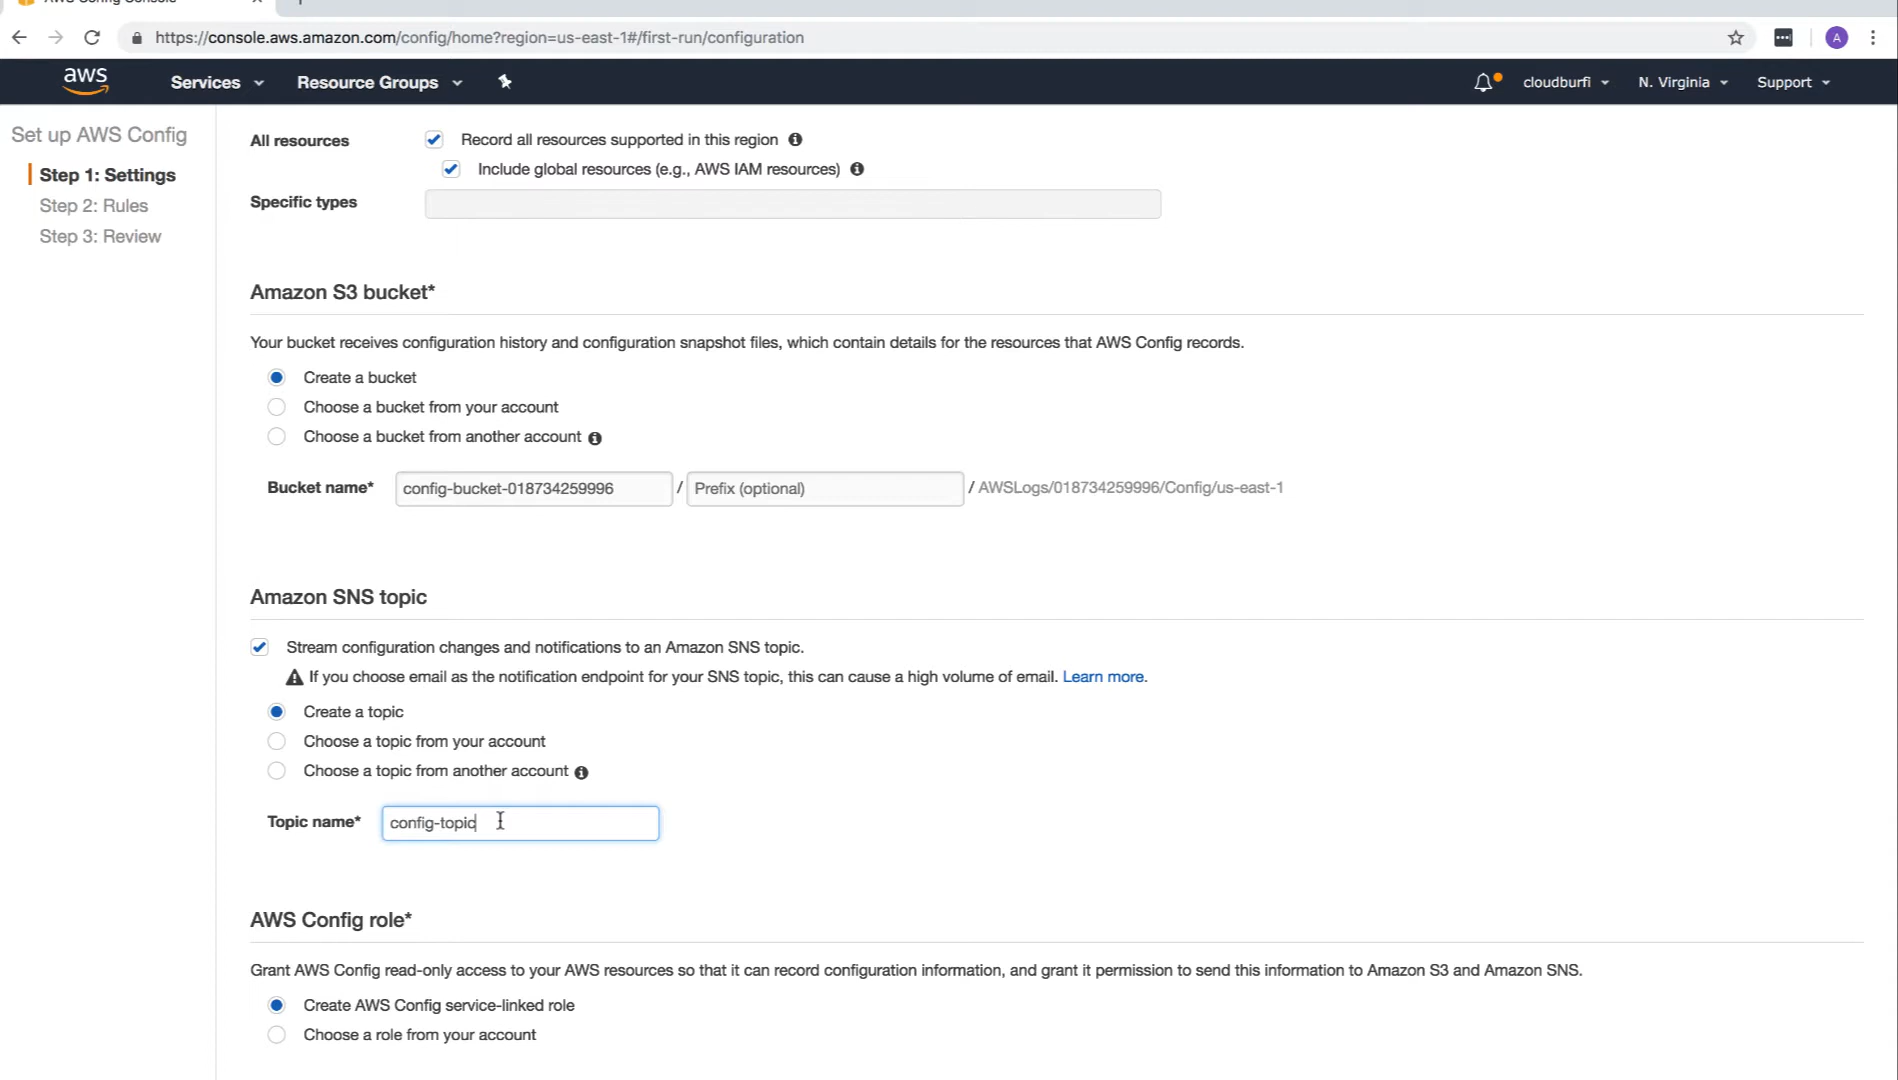 AWS Config Console
https://console.aws.amazon.com/config/home?region=us-east-1#/first-run/configuration
A
aws Services Resource Groups cloudburfi N. Virginia Support
Set up AWS Config
Step 1: Settings
Step 2: Rules
Step 3: Review
All resources Record all resources supported in this region
Include global resources (e.g., AWS IAM resources)
Specific types
Amazon S3 bucket*
Your bucket receives configuration history and configuration snapshot files, which contain details for the resources that AWS Config records.
Create a bucket
Choose a bucket from your account
Choose a bucket from another account
Bucket name* config-bucket-018734259996 / Prefix (optional) / AWSLogs/018734259996/Config/us-east-1
Amazon SNS topic
Stream configuration changes and notifications to an Amazon SNS topic.
If you choose email as the notification endpoint for your SNS topic, this can cause a high volume of email. Learn more.
Create a topic
Choose a topic from your account
Choose a topic from another account
Topic name* config-topic
AWS Config role*
Grant AWS Config read-only access to your AWS resources so that it can record configuration information, and grant it permission to send this information to Amazon S3 and Amazon SNS.
Create AWS Config service-linked role
Choose a role from your account